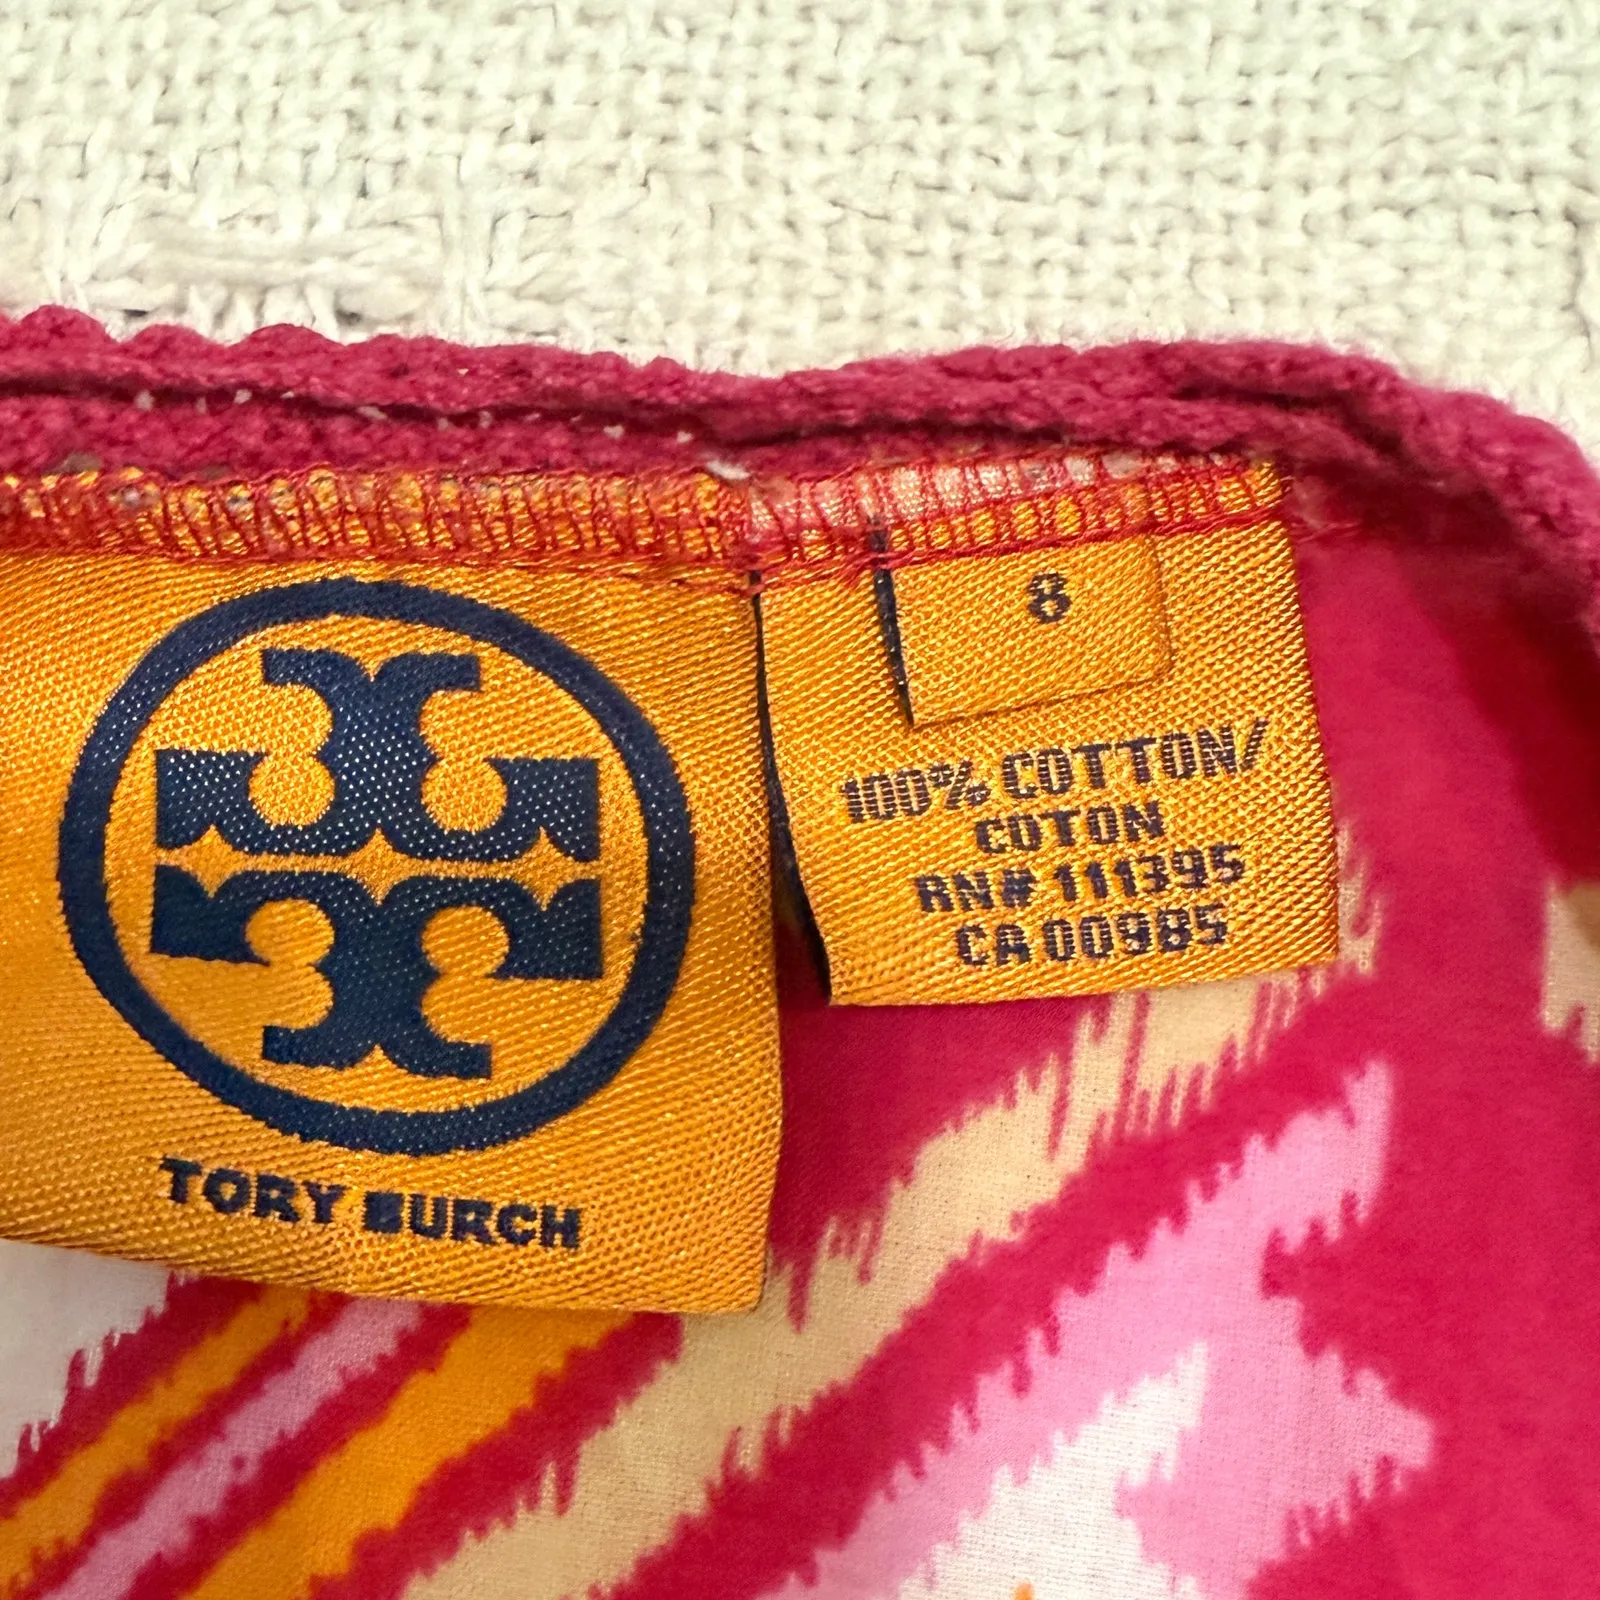 TORY BURCH
8
100% COTTON/
COTON
RN# 111395
CA 00985